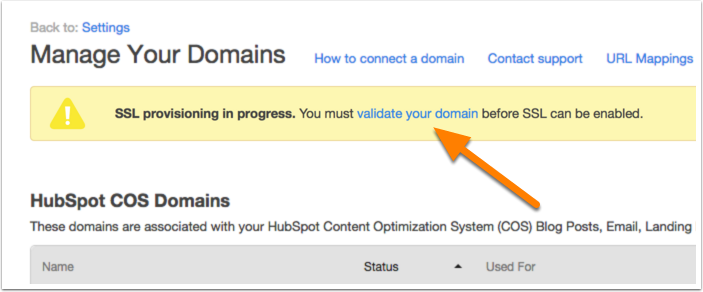 Back to: Settings
Manage Your Domains How to connect a domain Contact support URL Mappings
SSL provisioning in progress. You must validate your domain before SSL can be enabled.
HubSpot COS Domains
These domains are associated with your HubSpot Content Optimization System (COS) Blog Posts, Email, Landing
Name Status Used For